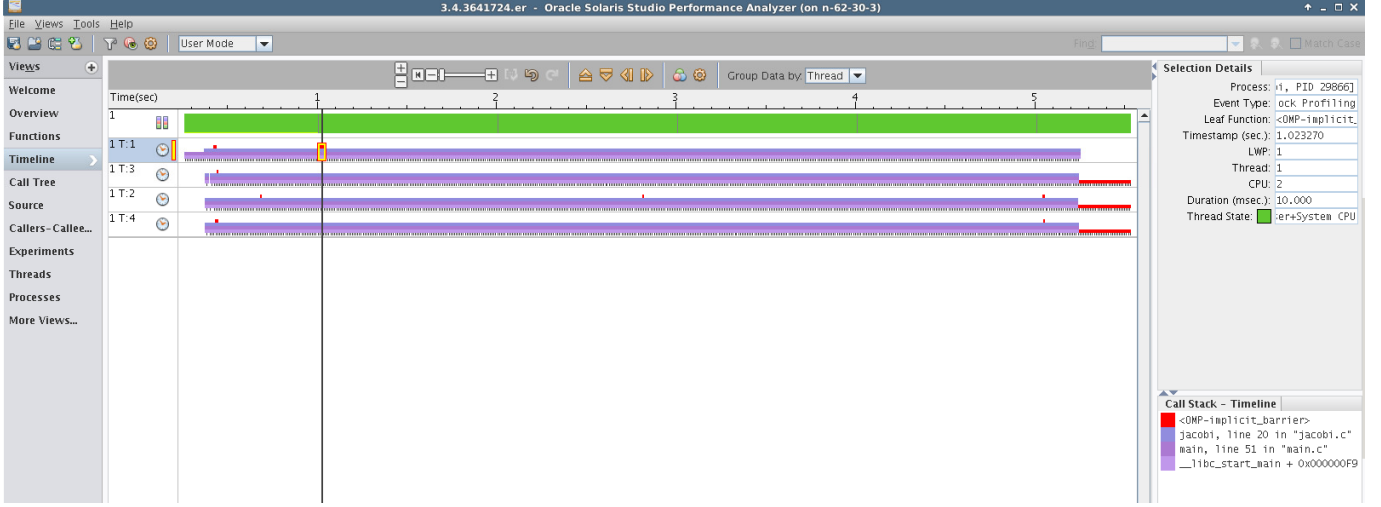 3.4.3641724.er - Oracle Solaris Studio Performance Analyzer (on n-62-30-3)
File Views Tools Help
User Mode
Find:
Match Case
Views
Welcome
Overview
Functions
Timeline
Call Tree
Source
Callers-Callee...
Experiments
Threads
Processes
More Views...
Group Data by: Thread
Time(sec)
1 2 3 4 5
1
1 T:1
1 T:3
1 T:2
1 T:4
Selection Details
Process: PID 29866]
Event Type: ock Profiling
Leaf Function: <OMP-implicit_
Timestamp (sec.): 1.023270
LWP: 1
Thread: 1
CPU: 2
Duration (msec.): 10.000
Thread State: er+System CPU
Call Stack - Timeline
<OMP-implicit_barrier>
jacobi, line 20 in "jacobi.c"
main, line 51 in "main.c"
__libc_start_main + 0x000000F9